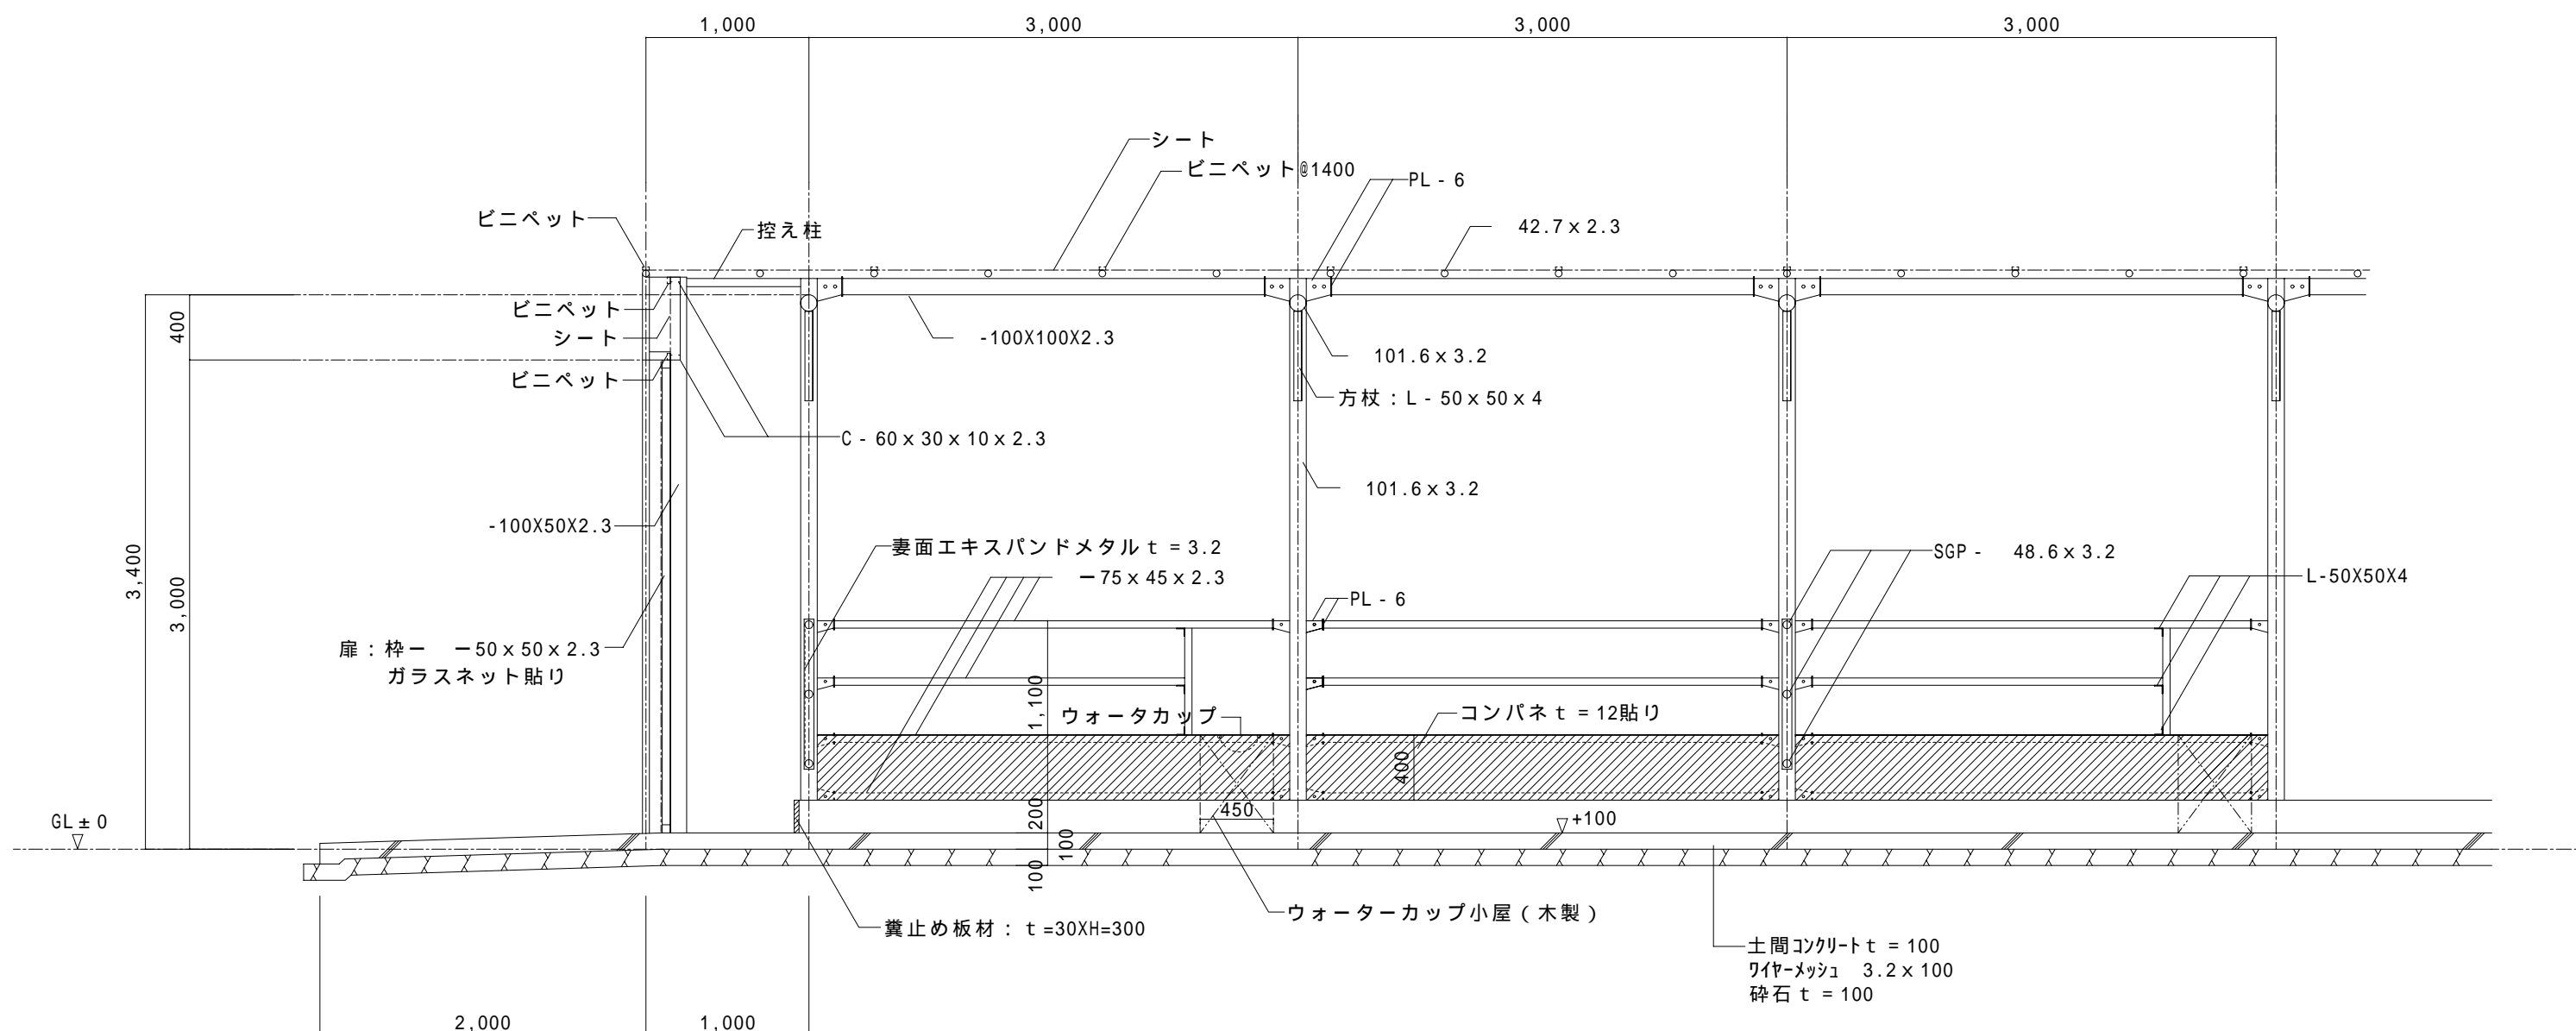 1,000
3,000
3,000
3,000
シート
ビニペット@1400
PL-6
ビニペット
控え柱
42.7×2.3
ビニペット
シート
ビニペット
400
-100X100X2.3
101.6×3.2
方杖:L-50×50×4
C-60×30×10×2.3
101.6×3.2
-100X50X2.3
3,400
3,000
妻面エキスパンドメタルt=3.2
ー75×45×2.3
SGP- 48.6×3.2
L-50X50X4
PL-6
扉:枠ー ー50×50×2.3
ガラスネット貼り
1,100
ウォータカップ
コンパネt=12貼り
400
GL±0
200
450
+100
100
100
糞止め板材:t=30XH=300
ウォーターカップ小屋(木製)
土間コンクリートt=100
ワイヤーメッシュ 3.2×100
砕石t=100
2,000
1,000